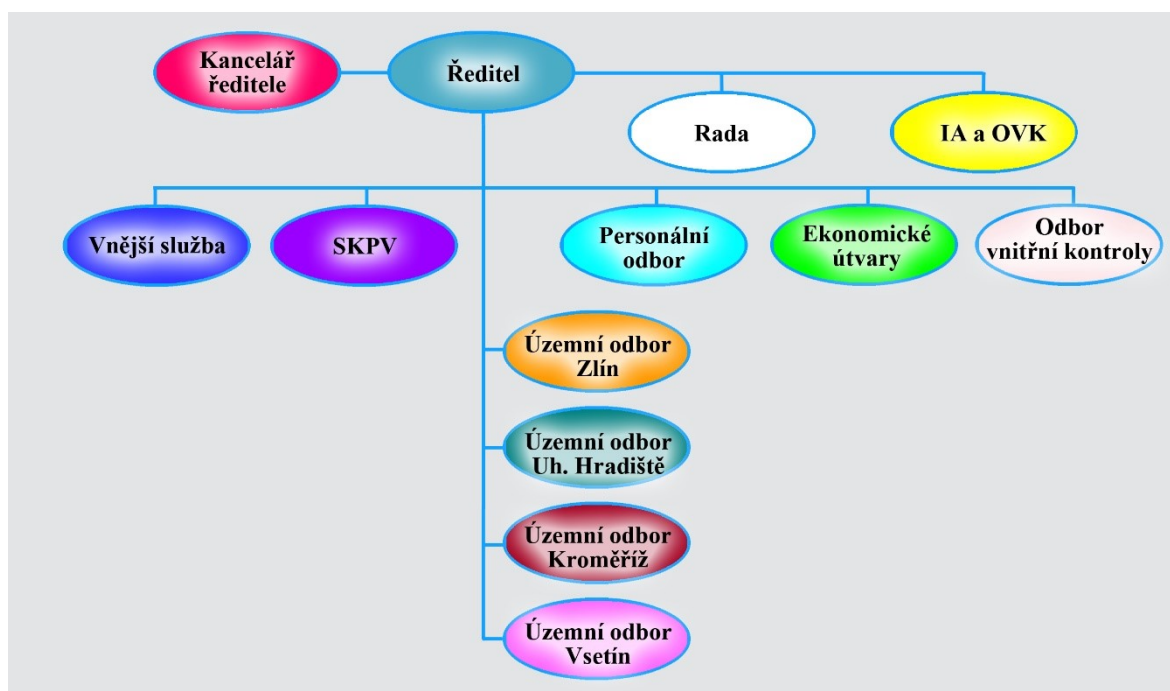 Kancelář
ředitele
Ředitel
Rada
IA a OVK
Vnější služba
SKPV
Personální
odbor
Ekonomické
útvary
Odbor
vnitřní kontroly
Územní odbor
Zlín
Územní odbor
Uh. Hradiště
Územní odbor
Kroměříž
Územní odbor
Vsetín